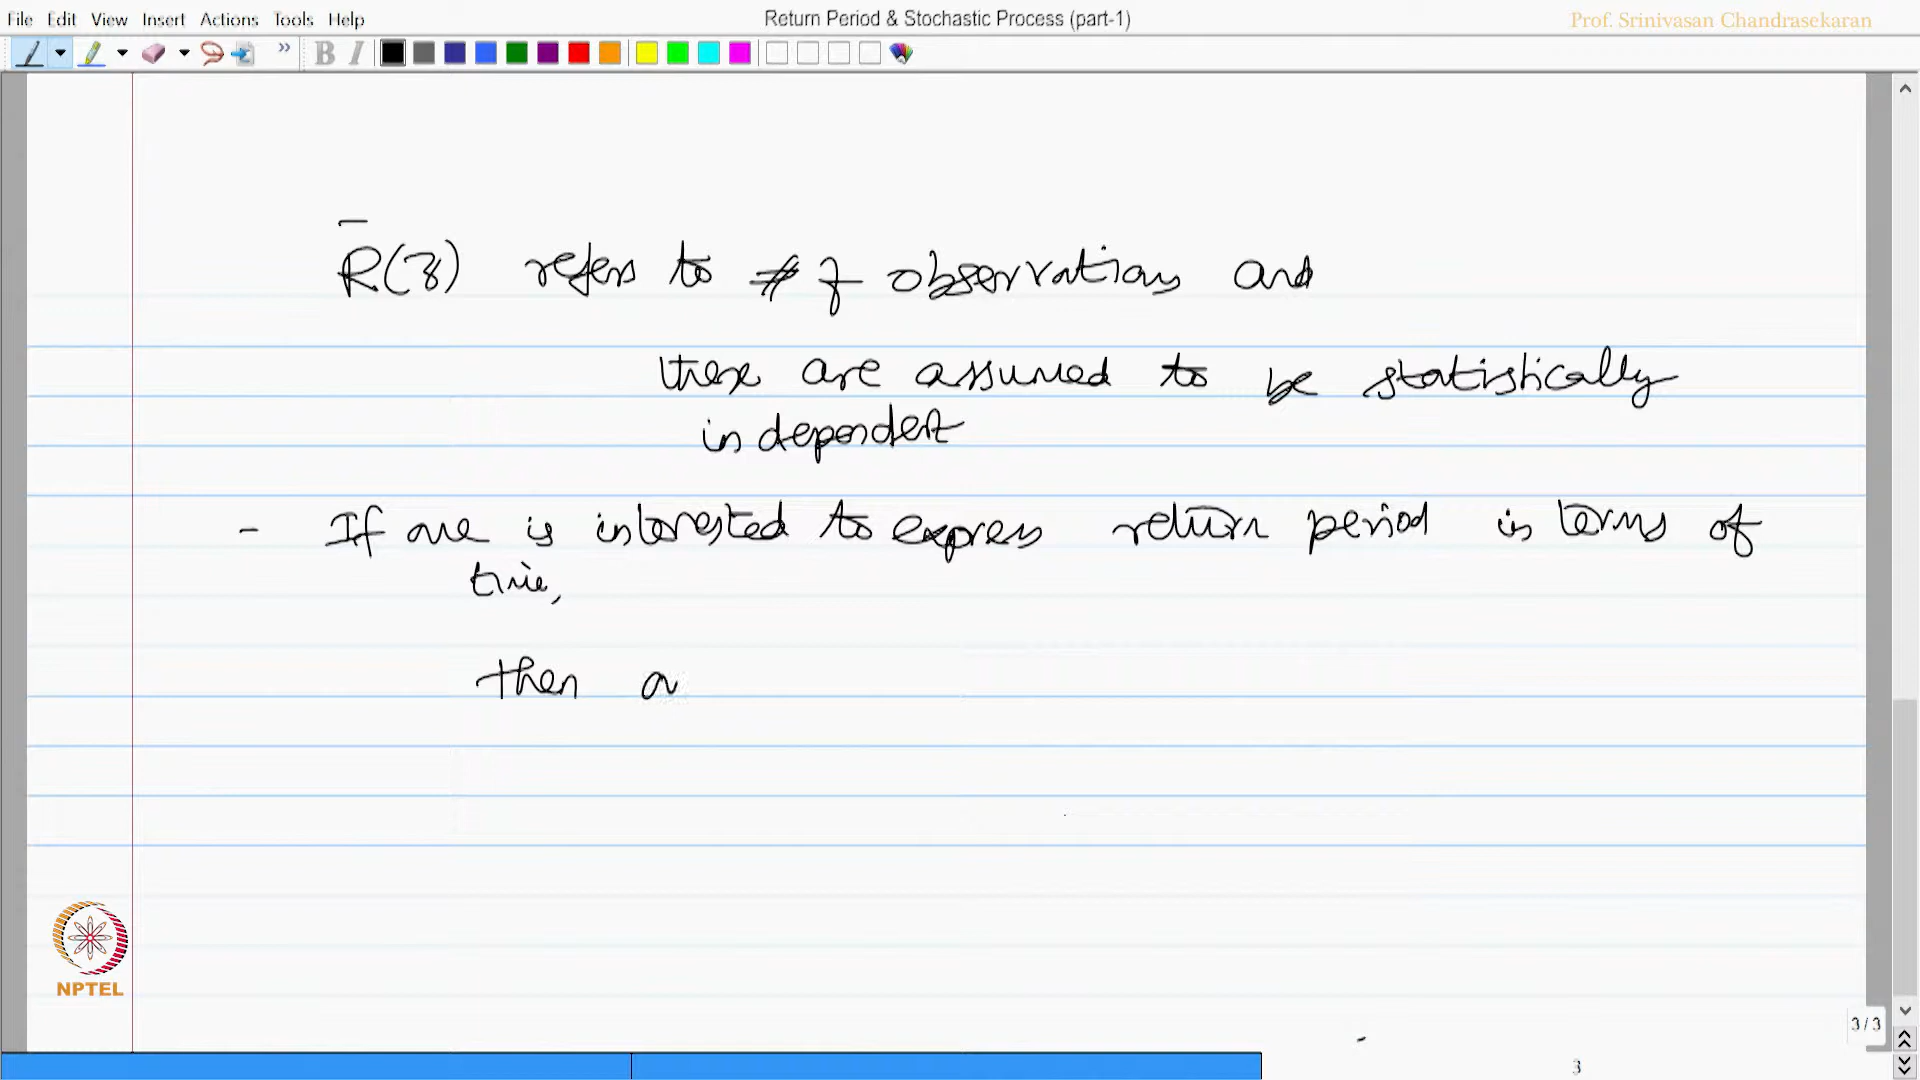 File Edit View Insert Actions Tools Help
Return Period & Stochastic Process (part-1)
Prof. Srinivasan Chandrasekaran
B I
R̄(z) refers to # of observations and
these are assumed to be statistically
independent
- If one is interested to express return period in terms of
time,
then a
NPTEL
3/3
3